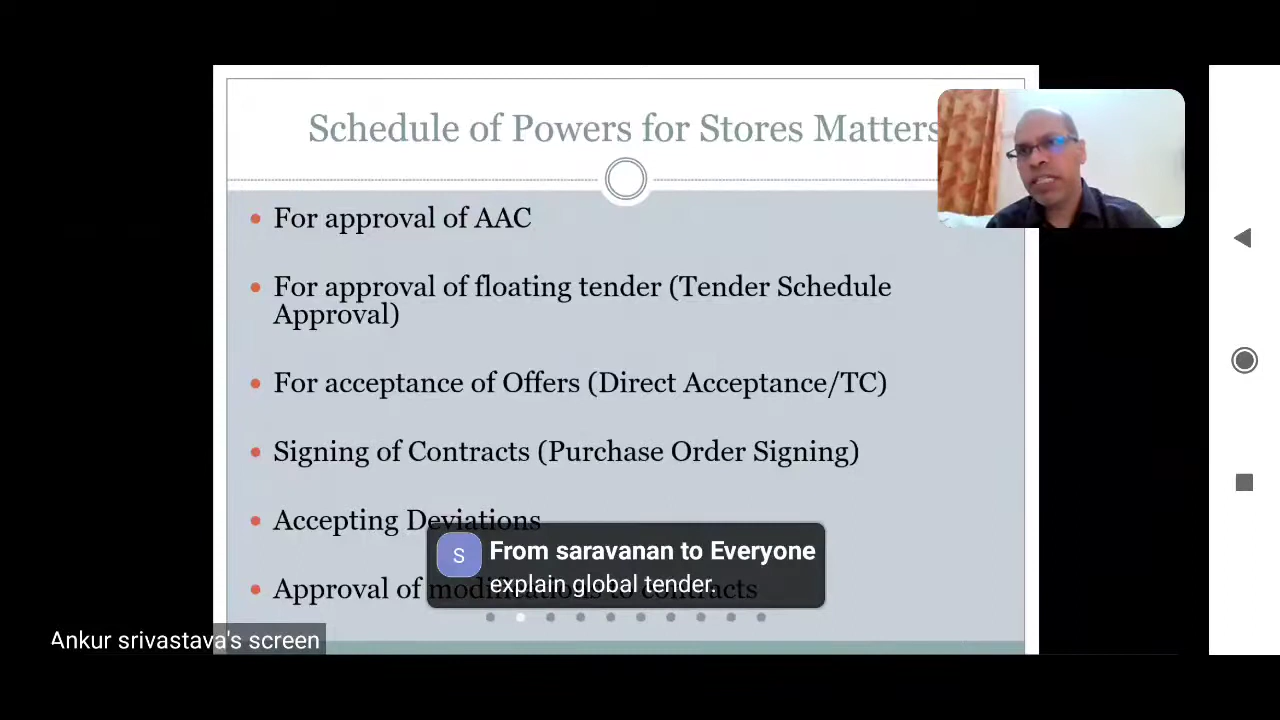 Schedule of Powers for Stores Matters
• For approval of AAC
• For approval of floating tender (Tender Schedule
Approval)
• For acceptance of Offers (Direct Acceptance/TC)
• Signing of Contracts (Purchase Order Signing)
• Accepting Deviations
S
From saravanan to Everyone
explain global tender.
• Approval of modifications to contracts
Ankur srivastava's screen